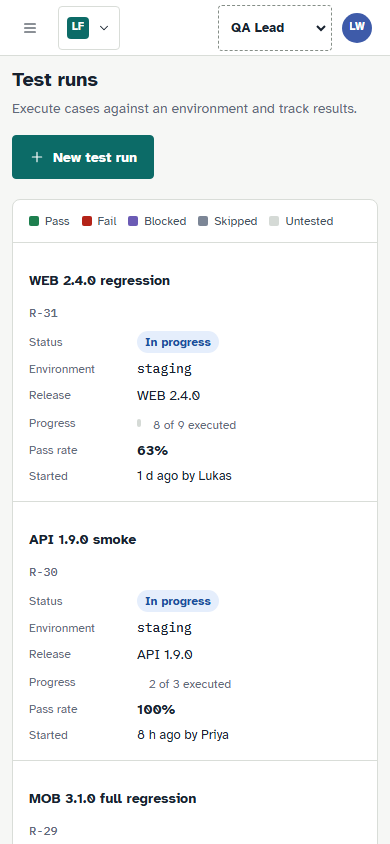 LF
QA Lead
LW
Test runs
Execute cases against an environment and track results.
+ New test run
Pass Fail Blocked Skipped Untested
WEB 2.4.0 regression
R-31
Status In progress
Environment staging
Release WEB 2.4.0
Progress 8 of 9 executed
Pass rate 63%
Started 1 d ago by Lukas
API 1.9.0 smoke
R-30
Status In progress
Environment staging
Release API 1.9.0
Progress 2 of 3 executed
Pass rate 100%
Started 8 h ago by Priya
MOB 3.1.0 full regression
R-29